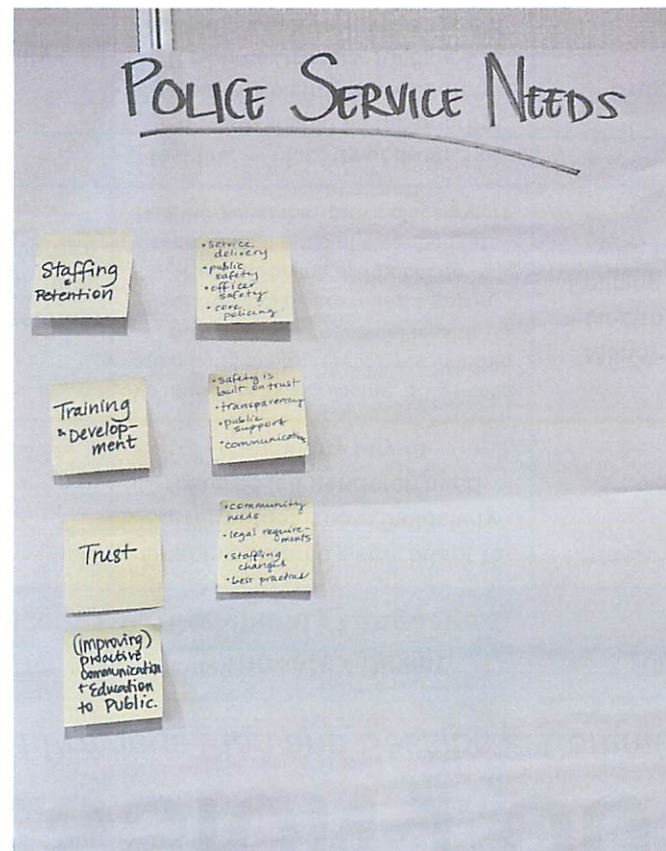 POLICE SERVICE NEEDS
Staffing
&
Retention
• service
delivery
• public
safety
• officer
safety
• core
policing
Training
& Develop-
ment
• safety is
built on trust
• transparency
• public
support
• communication
Trust
• community
needs
• legal require-
ments
• staffing
changes
• best practices
(improving)
proactive
communication
+ Education
to Public.